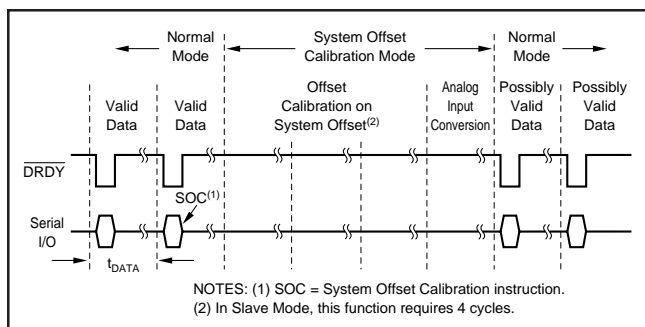 Normal
Mode
System Offset
Calibration Mode
Normal
Mode
Valid
Data
Valid
Data
Offset
Calibration on
System Offset(2)
Analog
Input
Conversion
Possibly
Valid
Data
Possibly
Valid
Data
DRDY
SOC(1)
Serial
I/O
tDATA
NOTES: (1) SOC = System Offset Calibration instruction.
(2) In Slave Mode, this function requires 4 cycles.